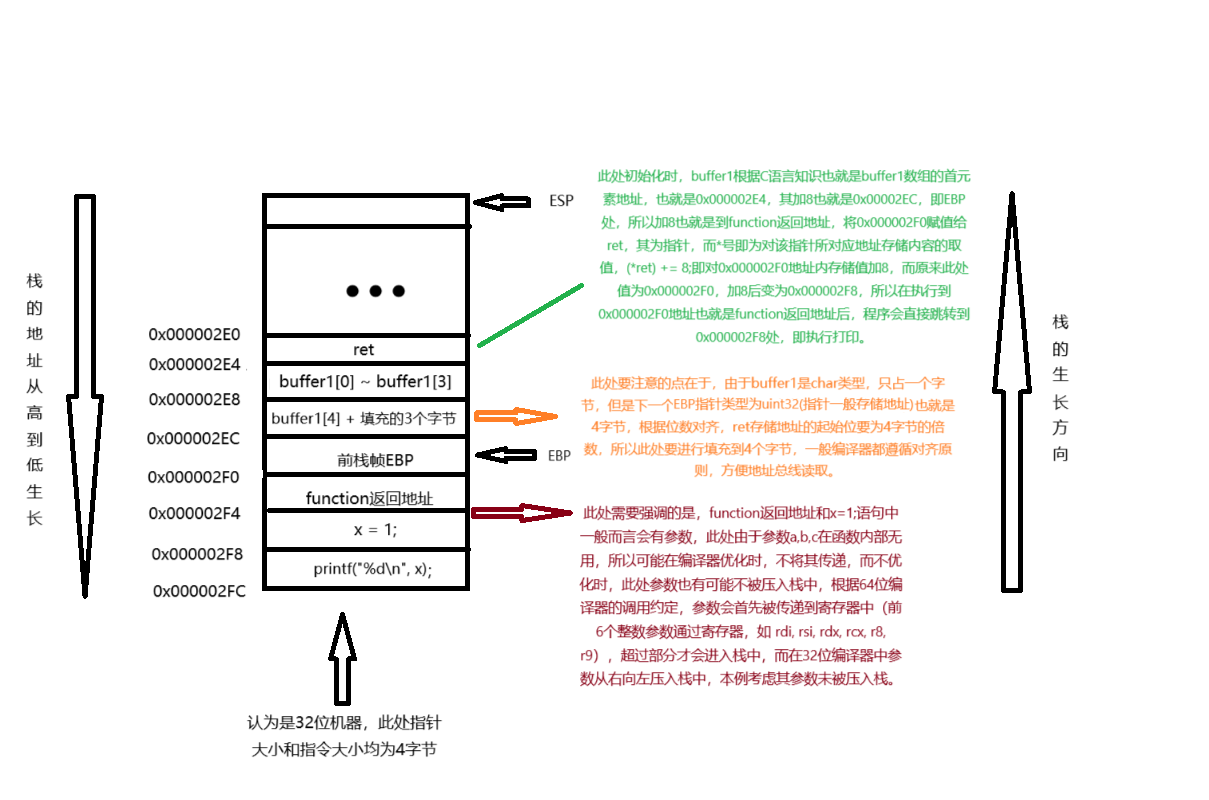 栈的地址从高到低生长
ESP
0x000002E0
0x000002E4
0x000002E8
0x000002EC
0x000002F0
0x000002F4
0x000002F8
0x000002FC
ret
buffer1[0] ~ buffer1[3]
buffer1[4] + 填充的3个字节
前栈帧EBP
EBP
function返回地址
x = 1;
printf("%d\n", x);
认为是32位机器，此处指针
大小和指令大小均为4字节
此处初始化时，buffer1根据C语言知识也就是buffer1数组的首元
素地址，也就是0x000002E4，其加8也就是0x00002EC，即EBP
处，所以加8也就是到function返回地址，将0x000002F0赋值给
ret，其为指针，而*号即为对该指针所对应地址存储内容的取
值，(*ret) += 8;即对0x000002F0地址内存储值加8，而原来此处
值为0x000002F0，加8后变为0x000002F8，所以在执行到
0x000002F0地址也就是function返回地址后，程序会直接跳转到
0x000002F8处，即执行打印。
此处要注意的点在于，由于buffer1是char类型，只占一个字
节，但是下一个EBP指针类型为uint32(指针一般存储地址)也就是
4字节，根据位数对齐，ret存储地址的起始位要为4字节的倍
数，所以此处要进行填充到4个字节，一般编译器都遵循对齐原
则，方便地址总线读取。
此处需要强调的是，function返回地址和x=1;语句中
一般而言会有参数，此处由于参数a,b,c在函数内部无
用，所以可能在编译器优化时，不将其传递，而不优
化时，此处参数也有可能不被压入栈中，根据64位编
译器的调用约定，参数会首先被传递到寄存器中（前
6个整数参数通过寄存器，如 rdi, rsi, rdx, rcx, r8,
r9），超过部分才会进入栈中，而在32位编译器中参
数从右向左压入栈中，本例考虑其参数未被压入栈。
栈的生长方向